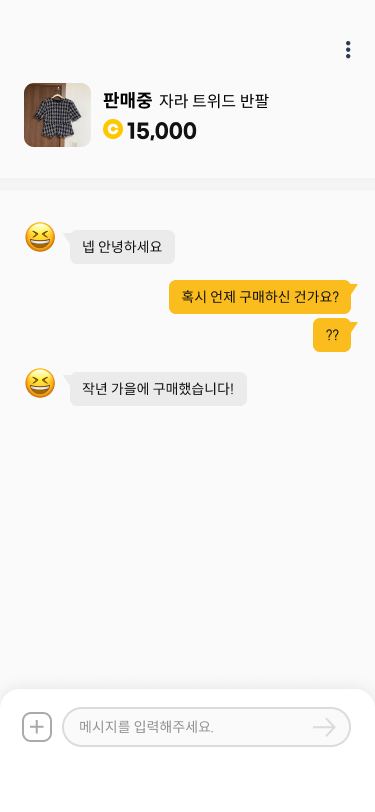 판매중 자라 트위드 반팔
C 15,000
넵 안녕하세요
혹시 언제 구매하신 건가요?
??
작년 가을에 구매했습니다!
메시지를 입력해주세요.